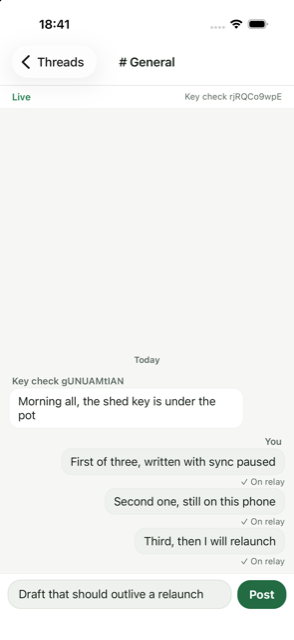 18:41
Threads
# General
Live
Key check rjRQCo9wpE
Today
Key check gUNUAMtIAN
Morning all, the shed key is under the
pot
You
First of three, written with sync paused
✓ On relay
Second one, still on this phone
✓ On relay
Third, then I will relaunch
✓ On relay
Draft that should outlive a relaunch
Post